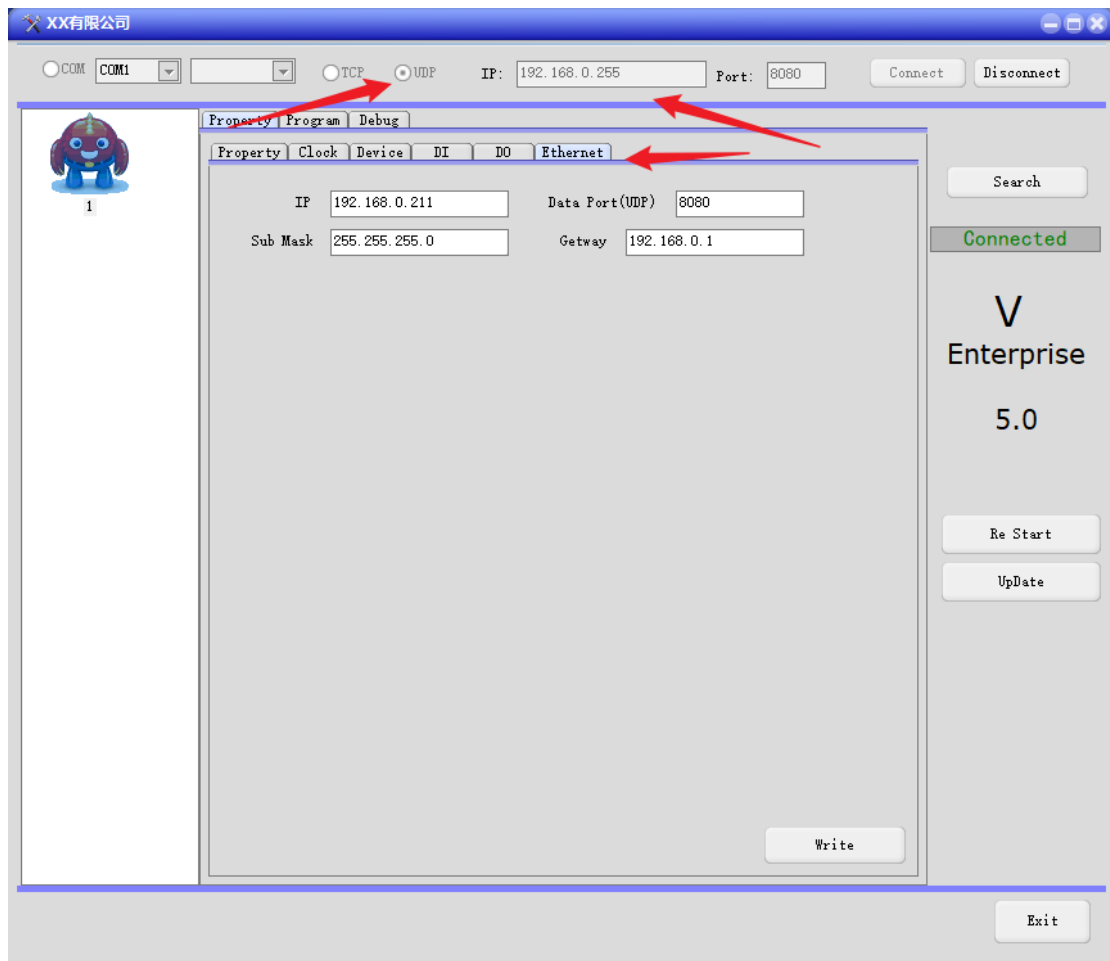 XX有限公司
COM COM1 TCP UDP IP: 192.168.0.255 Port: 8080 Connect Disconnect
Property Program Debug
Property Clock Device DI DO Ethernet
IP 192.168.0.211 Data Port(UDP) 8080
Sub Mask 255.255.255.0 Getway 192.168.0.1
Write
1
Search
Connected
V
Enterprise
5.0
Re Start
UpDate
Exit